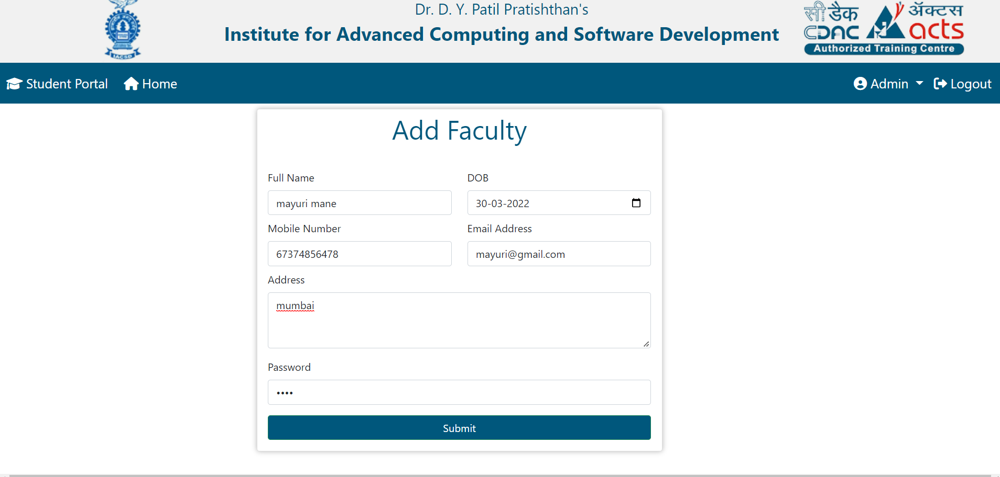 Dr. D. Y. Patil Pratishthan's
Institute for Advanced Computing and Software Development
IACSD
सी डैक ॲक्टस
CDAC acts
Authorized Training Centre
Student Portal Home Admin Logout
Add Faculty
Full Name DOB
mayuri mane 30-03-2022
Mobile Number Email Address
67374856478 mayuri@gmail.com
Address
mumbai
Password
••••
Submit